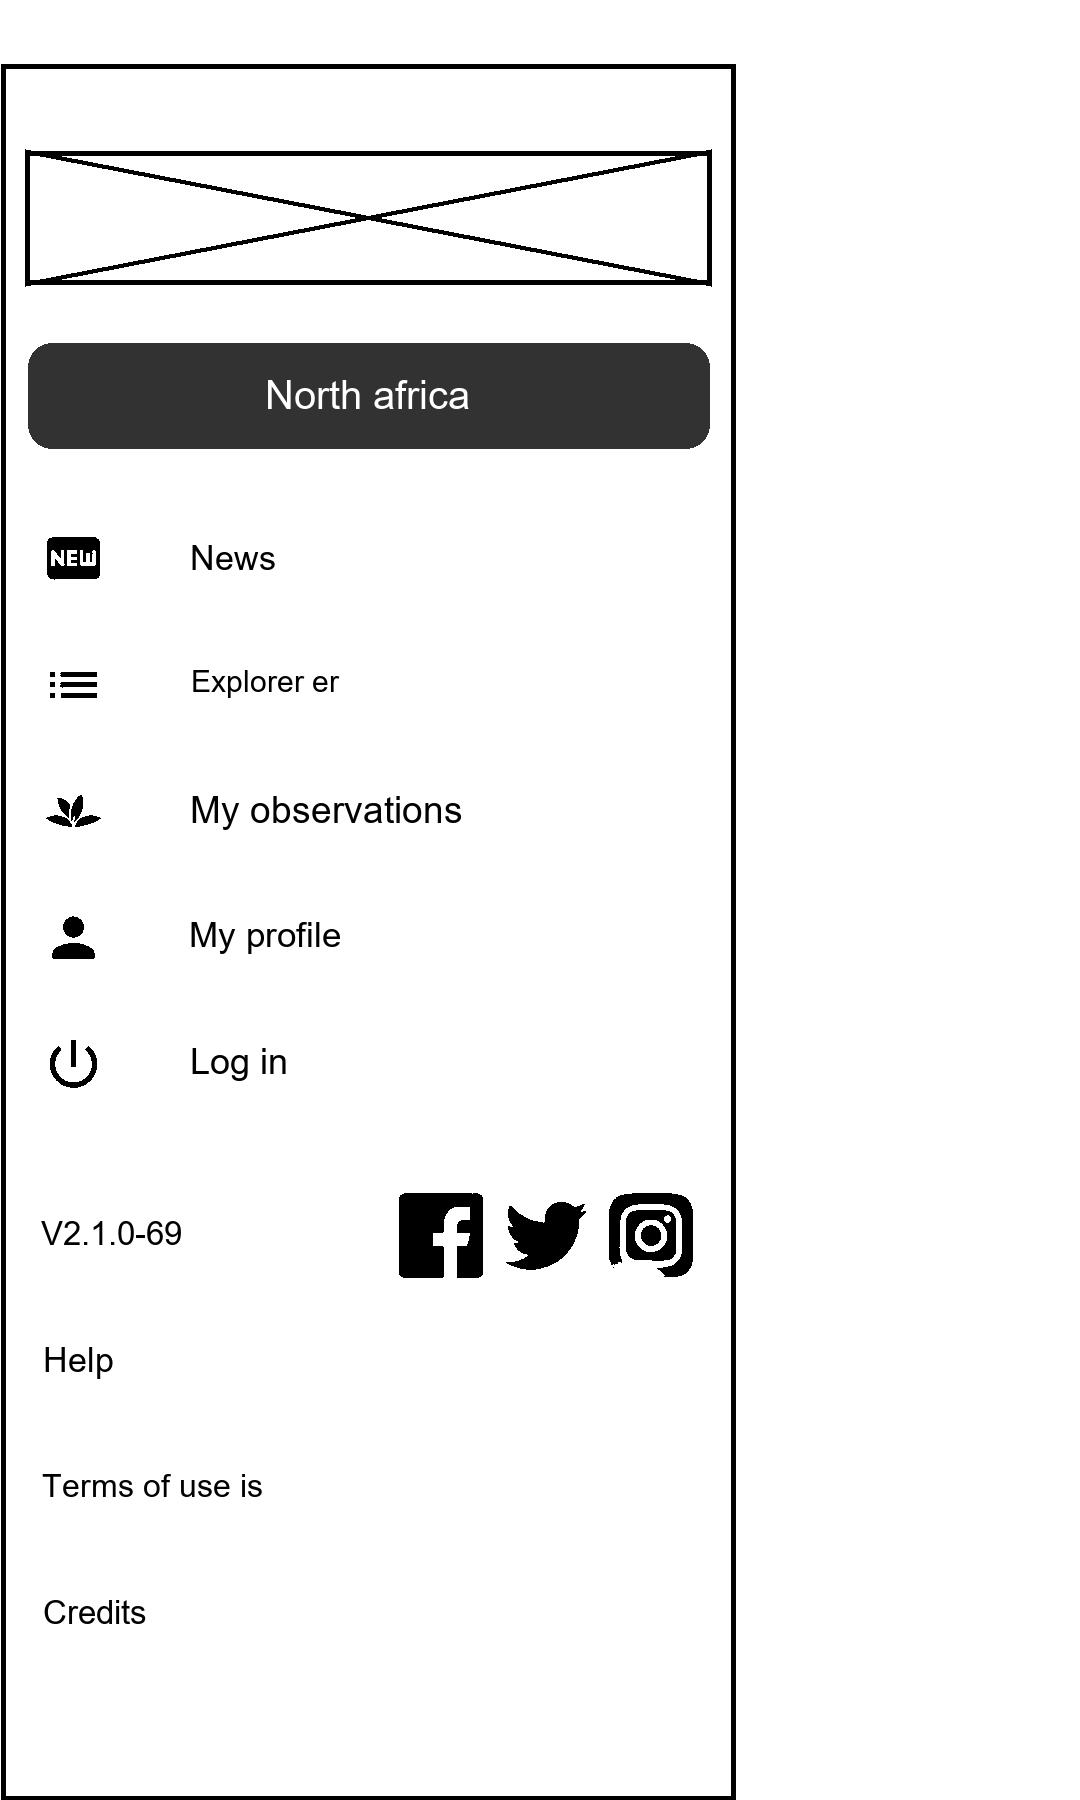 North africa
NEW
News
Explorer er
My observations
My profile
Log in
V2.1.0-69
Help
Terms of use is
Credits